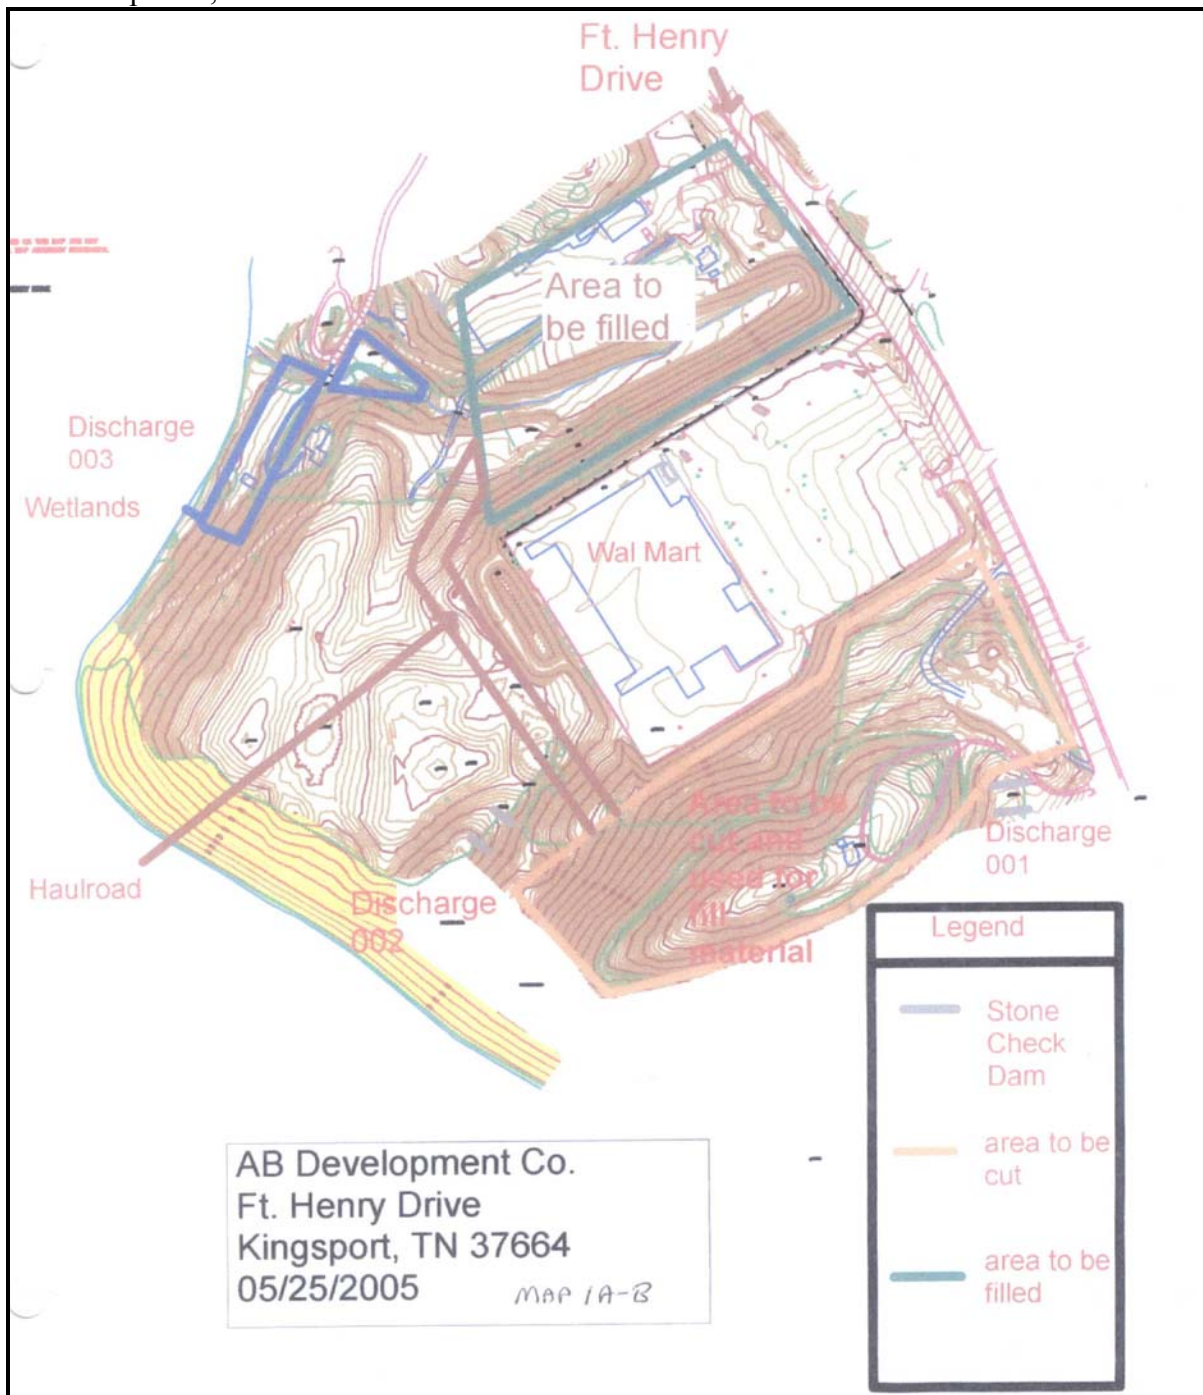 Ft. Henry
Drive
Area to
be filled
Discharge
003
Wetlands
Wal Mart
Area to be
cut and
used for
fill
material
Discharge
001
Haulroad
Discharge
002
Legend
Stone
Check
Dam
area to be
cut
area to be
filled
AB Development Co.
Ft. Henry Drive
Kingsport, TN 37664
05/25/2005
MAP 1A-B